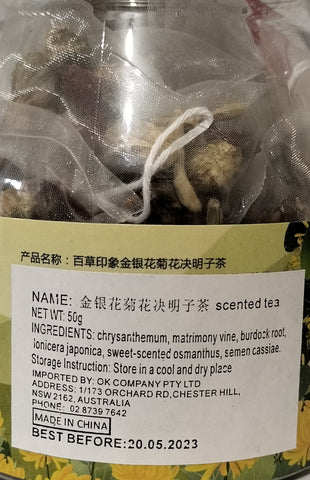 产品名称：百草印象金银花菊花决明子茶
NAME: 金银花菊花决明子茶 scented tea
NET WT: 50g
INGREDIENTS: chrysanthemum, matrimony vine, burdock root,
ionicera japonica, sweet-scented osmanthus, semen cassiae.
Storage Instruction: Store in a cool and dry place
IMPORTED BY: OK COMPANY PTY LTD
ADDRESS: 1/173 ORCHARD RD,CHESTER HILL,
NSW 2162, AUSTRALIA
PHONE: 02 8739 7642
MADE IN CHINA
BEST BEFORE: 20.05.2023